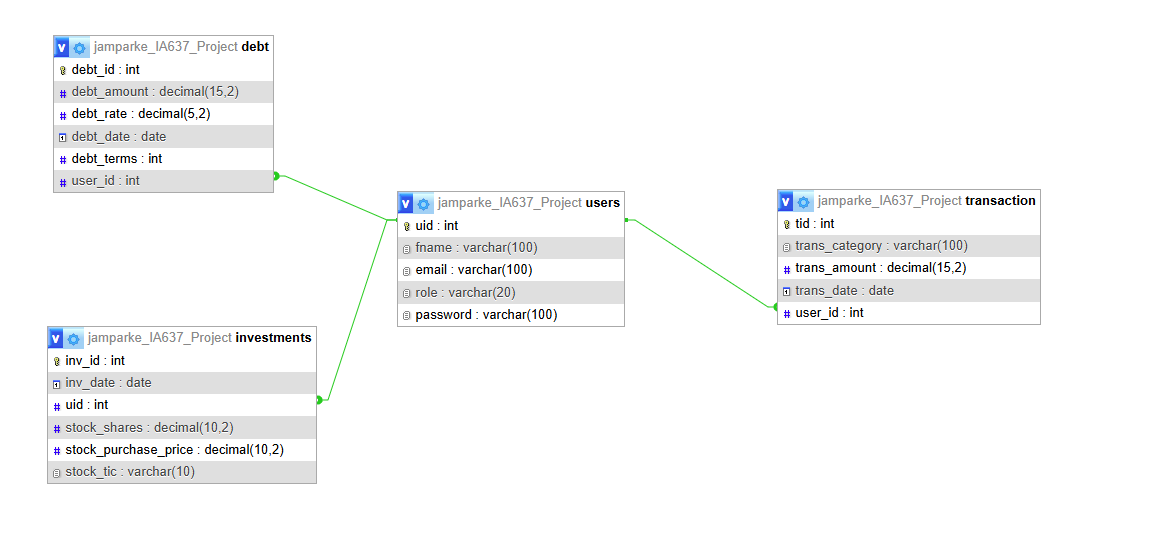 V jamparke_IA637_Project debt
debt_id : int
# debt_amount : decimal(15,2)
# debt_rate : decimal(5,2)
debt_date : date
# debt_terms : int
# user_id : int
V jamparke_IA637_Project users
uid : int
fname : varchar(100)
email : varchar(100)
role : varchar(20)
password : varchar(100)
V jamparke_IA637_Project transaction
tid : int
trans_category : varchar(100)
# trans_amount : decimal(15,2)
trans_date : date
# user_id : int
V jamparke_IA637_Project investments
inv_id : int
inv_date : date
# uid : int
# stock_shares : decimal(10,2)
# stock_purchase_price : decimal(10,2)
stock_tic : varchar(10)